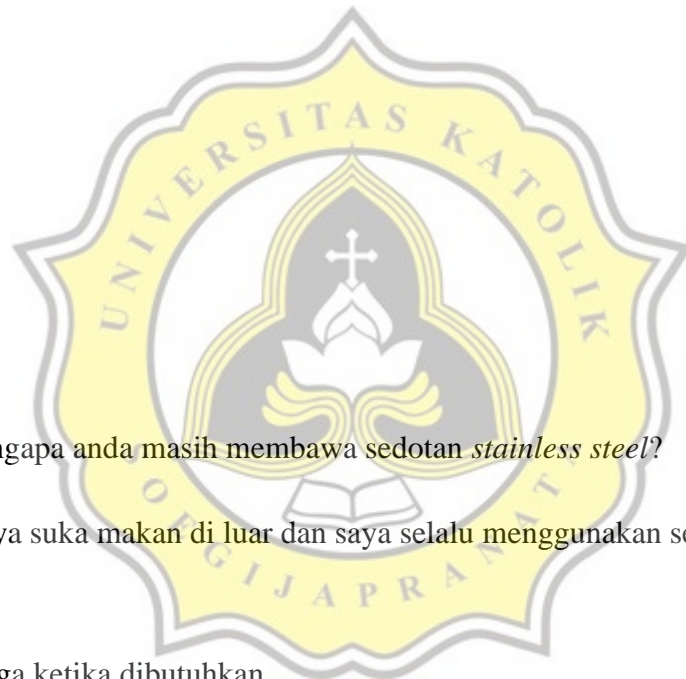 UNIVERSITAS KATOLIK
ngapa anda masih membawa sedotan stainless steel?
ya suka makan di luar dan saya selalu menggunakan se
SOEGIJAPRANATA
ga ketika dibutuhkan